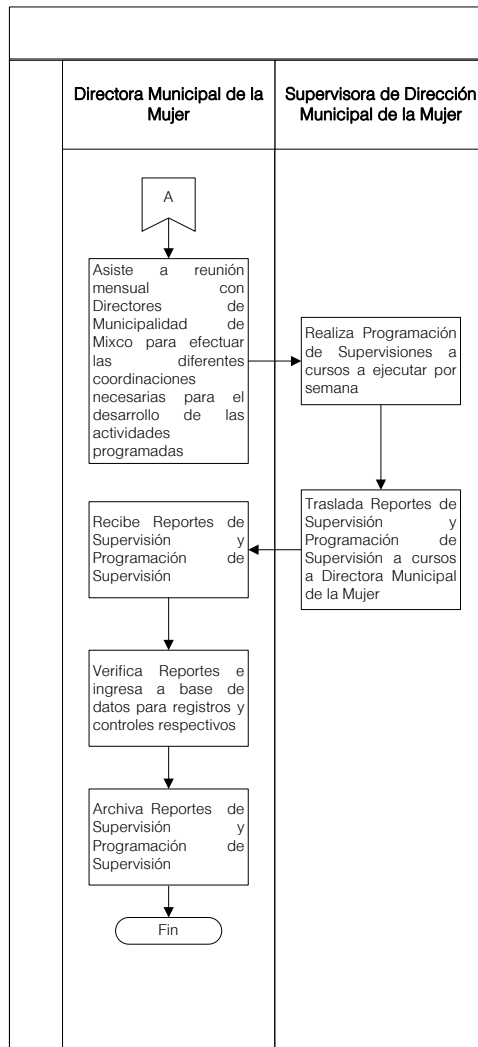 Directora Municipal de la
Mujer
Supervisora de Dirección
Municipal de la Mujer
A
Asiste a reunión
mensual con
Directores de
Municipalidad de
Mixco para efectuar
las diferentes
coordinaciones
necesarias para el
desarrollo de las
actividades
programadas
Realiza Programación
de Supervisiones a
cursos a ejecutar por
semana
Traslada Reportes de
Supervisión y
Programación de
Supervisión a cursos
a Directora Municipal
de la Mujer
Recibe Reportes de
Supervisión y
Programación de
Supervisión
Verifica Reportes e
ingresa a base de
datos para registros y
controles respectivos
Archiva Reportes de
Supervisión y
Programación de
Supervisión
Fin